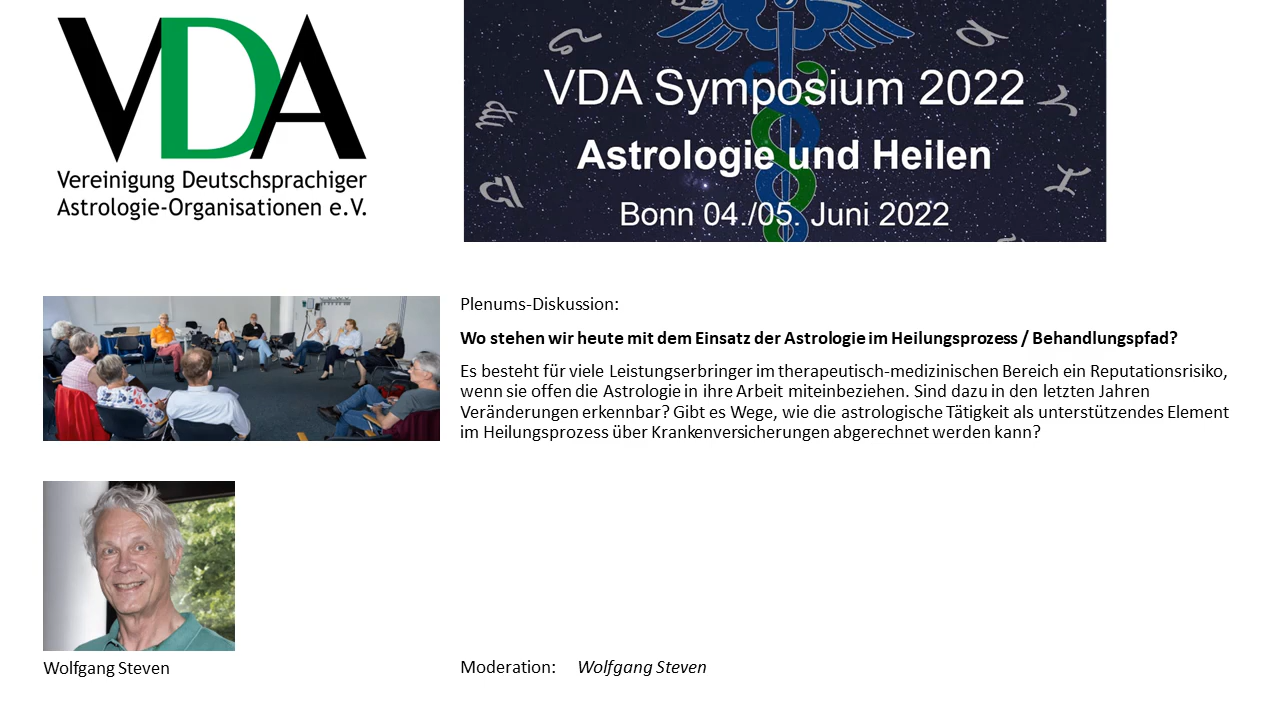 VDA
Vereinigung Deutschsprachiger
Astrologie-Organisationen e.V.
VDA Symposium 2022
Astrologie und Heilen
Bonn 04./05. Juni 2022
Plenums-Diskussion:
Wo stehen wir heute mit dem Einsatz der Astrologie im Heilungsprozess / Behandlungspfad?
Es besteht für viele Leistungserbringer im therapeutisch-medizinischen Bereich ein Reputationsrisiko,
wenn sie offen die Astrologie in ihre Arbeit miteinbeziehen. Sind dazu in den letzten Jahren
Veränderungen erkennbar? Gibt es Wege, wie die astrologische Tätigkeit als unterstützendes Element
im Heilungsprozess über Krankenversicherungen abgerechnet werden kann?
Wolfgang Steven
Moderation: Wolfgang Steven